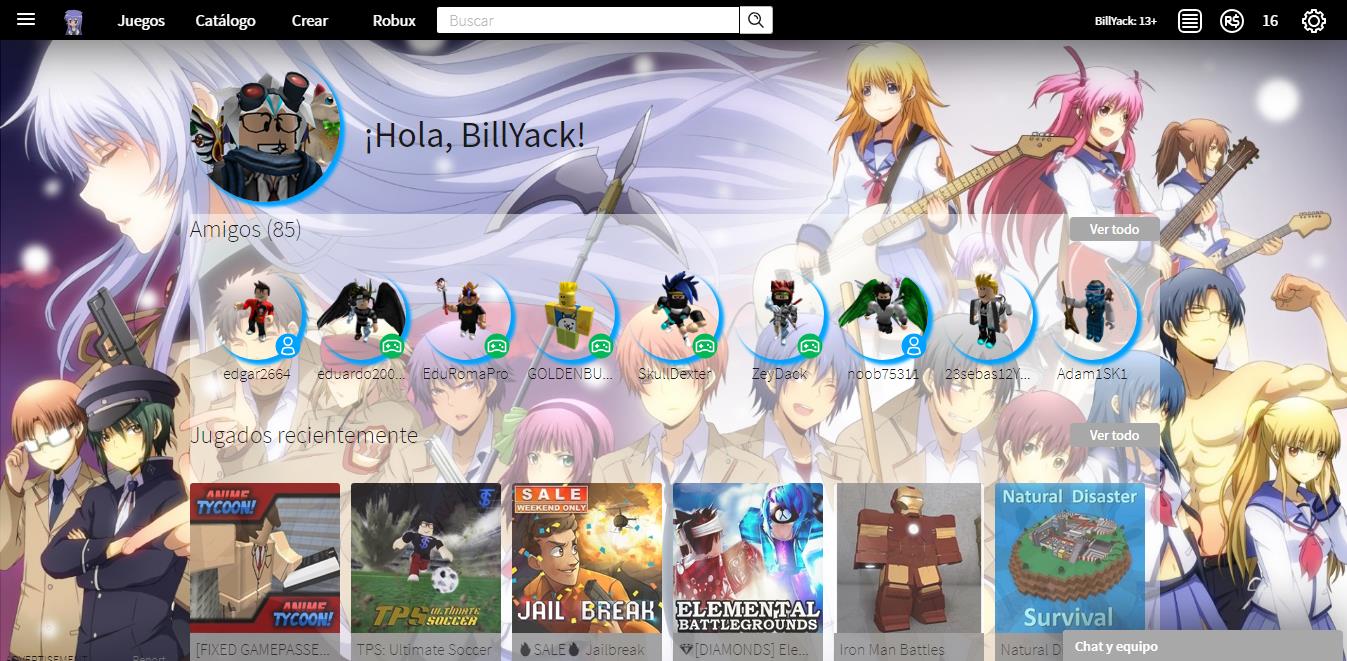 Juegos Catálogo Crear Robux Buscar BillYack: 13+ R$ 16
¡Hola, BillYack!
Amigos (85) Ver todo
edgar2664 eduardo200... EduRomaPro GOLDENBU... SkullDexter ZeyDack noob75311 23sebas12Y... Adam1SK1
Jugados recientemente Ver todo
ANIME TYCOON!
ANIME TYCOON!
TPS ULTIMATE SOCCER
SALE
WEEKEND ONLY
JAIL BREAK
ELEMENTAL
BATTLEGROUNDS
Natural Disaster
Survival
[FIXED GAMEPASSE... TPS: Ultimate Soccer SALE Jailbreak [DIAMONDS] Ele... Iron Man Battles Natural D
Chat y equipo
ADVERTISEMENT Report